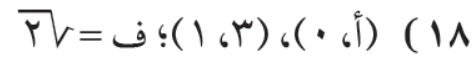 ١٨) (أ، ٠)، (٣، ١)؛ ف = √٢